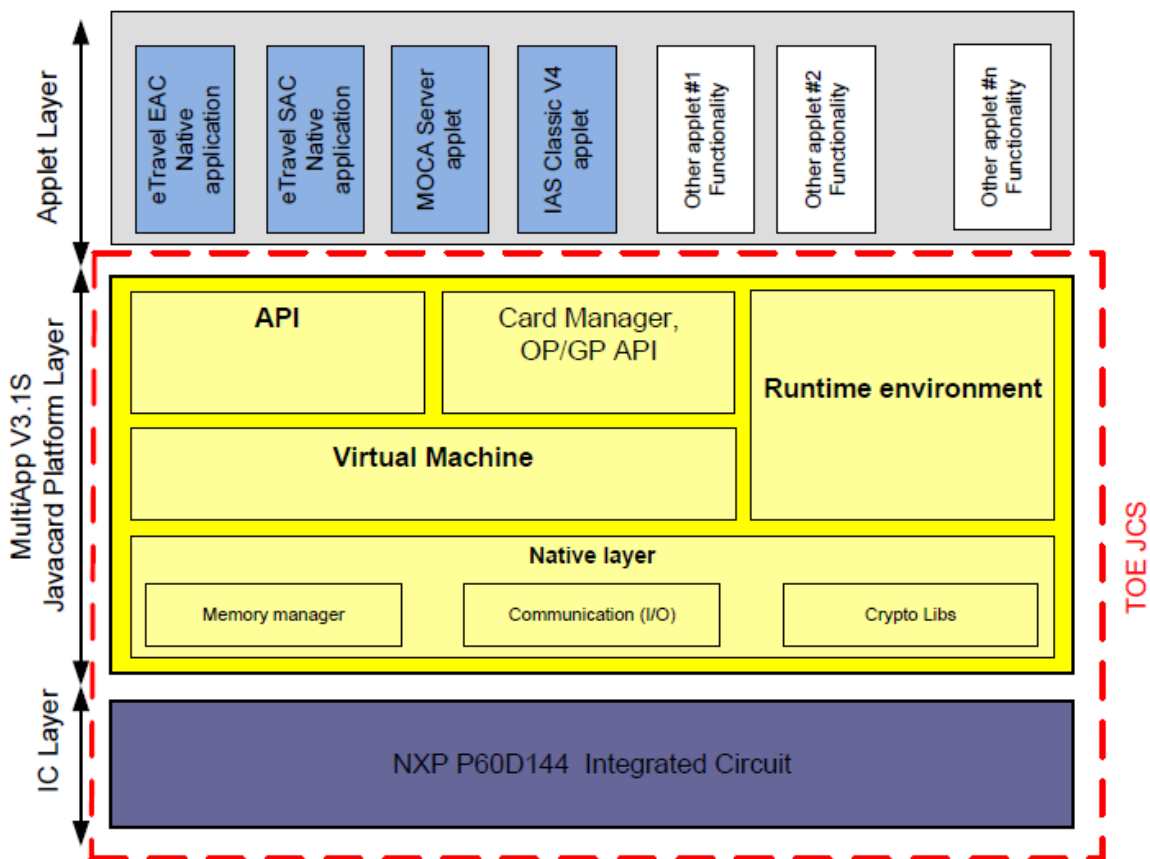 Applet Layer
eTravel EAC
Native
application
eTravel SAC
Native
application
MOCA Server
applet
IAS Classic V4
applet
Other applet #1
Functionality
Other applet #2
Functionality
Other applet #n
Functionality
MultiApp V3.1S
Javacard Platform Layer
API
Card Manager,
OP/GP API
Runtime environment
Virtual Machine
Native layer
Memory manager
Communication (I/O)
Crypto Libs
TOE JCS
IC Layer
NXP P60D144 Integrated Circuit